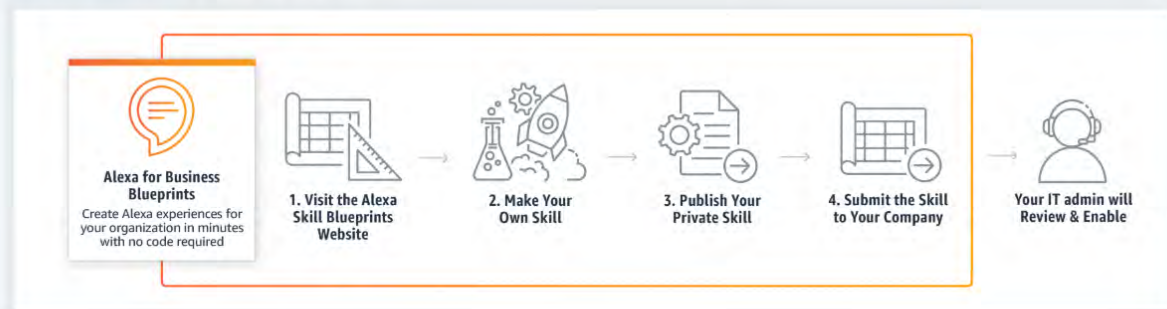 Alexa for Business
Blueprints
Create Alexa experiences for
your organization in minutes
with no code required
1. Visit the Alexa
Skill Blueprints
Website
2. Make Your
Own Skill
3. Publish Your
Private Skill
4. Submit the Skill
to Your Company
Your IT admin will
Review & Enable